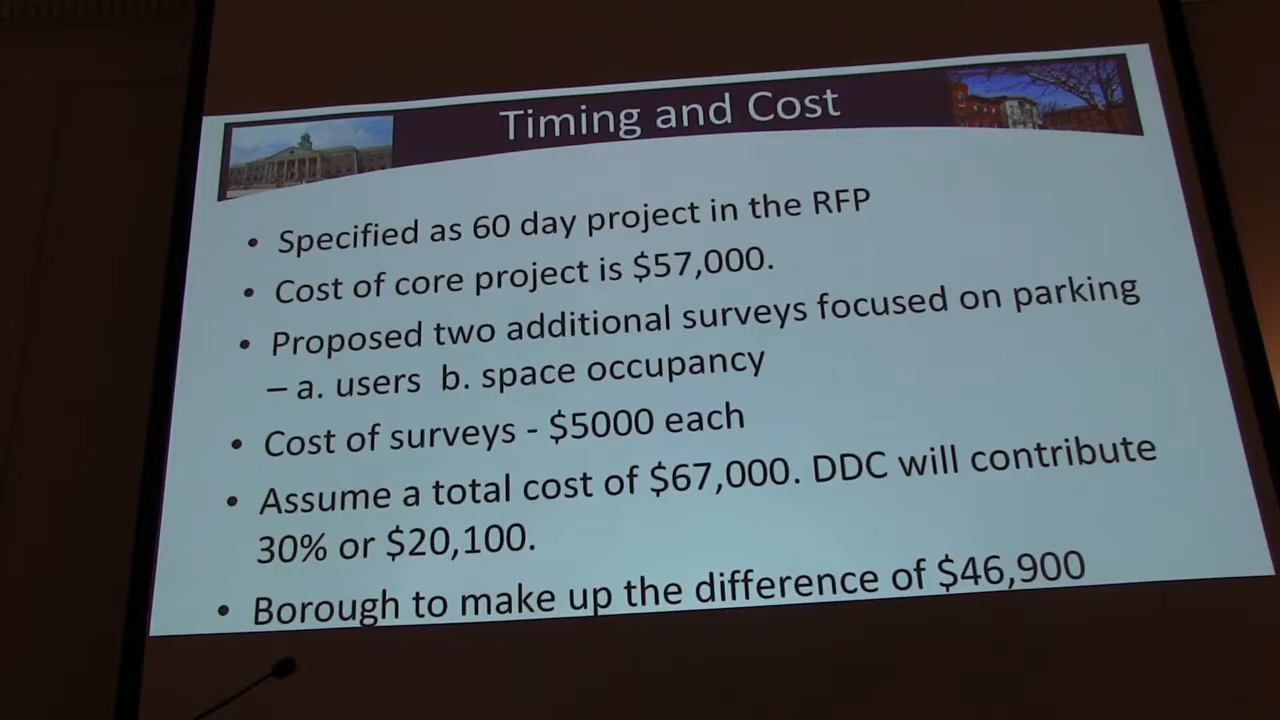 Timing and Cost
• Specified as 60 day project in the RFP
• Cost of core project is $57,000.
• Proposed two additional surveys focused on parking
– a. users b. space occupancy
• Cost of surveys - $5000 each
• Assume a total cost of $67,000. DDC will contribute
30% or $20,100.
• Borough to make up the difference of $46,900